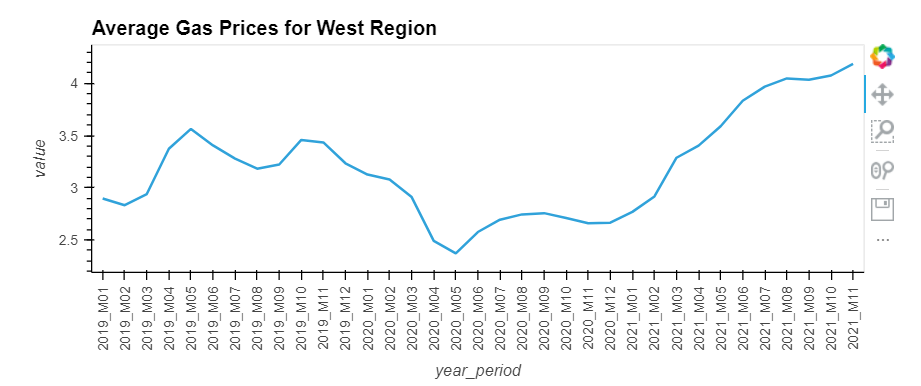 Average Gas Prices for West Region
value
4
3.5
3
2.5
2019_M01
2019_M02
2019_M03
2019_M04
2019_M05
2019_M06
2019_M07
2019_M08
2019_M09
2019_M10
2019_M11
2019_M12
2020_M01
2020_M02
2020_M03
2020_M04
2020_M05
2020_M06
2020_M07
2020_M08
2020_M09
2020_M10
2020_M11
2020_M12
2021_M01
2021_M02
2021_M03
2021_M04
2021_M05
2021_M06
2021_M07
2021_M08
2021_M09
2021_M10
2021_M11
year_period